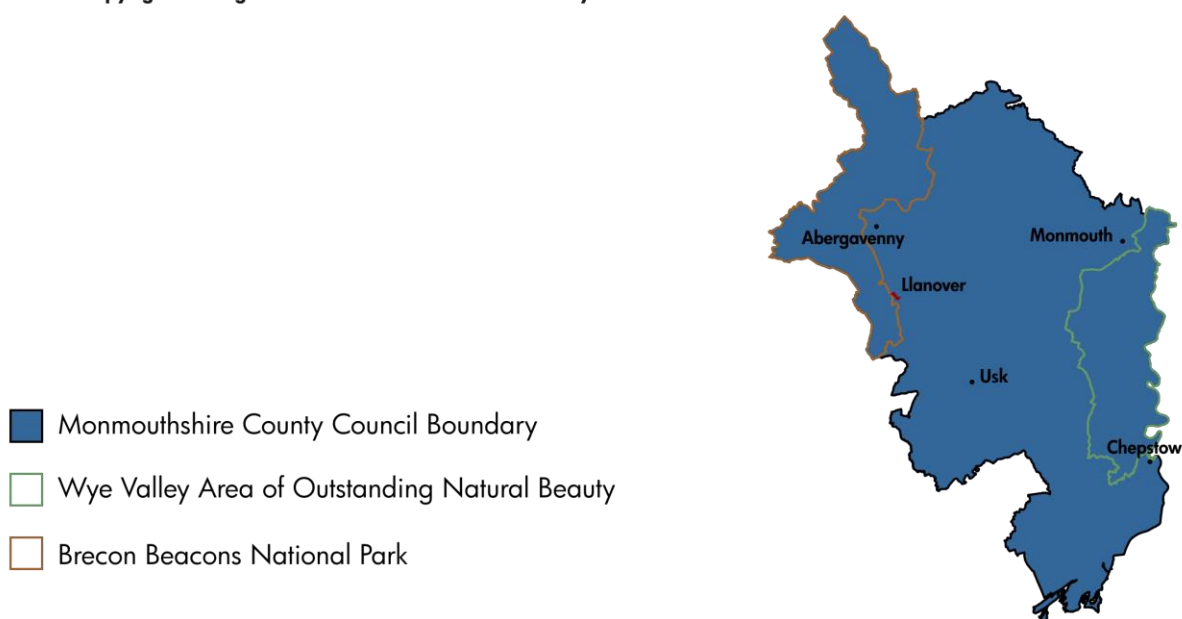 Abergavenny
Monmouth
Llanover
Usk
Monmouthshire County Council Boundary
Chepstow
Wye Valley Area of Outstanding Natural Beauty
Brecon Beacons National Park